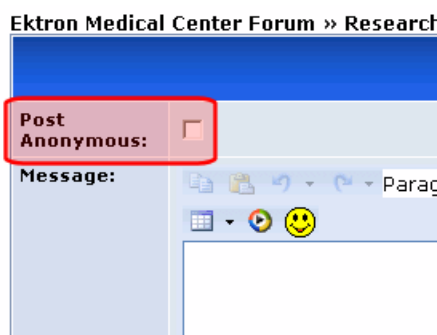 Ektron Medical Center Forum » Research
Post
Anonymous:
Message:
Parag